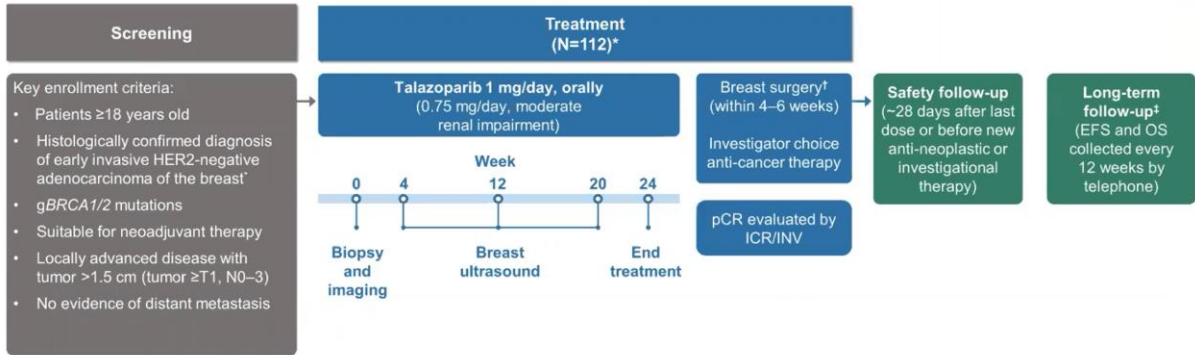 Screening
Treatment
(N=112)*
Key enrollment criteria:
• Patients ≥18 years old
• Histologically confirmed diagnosis
of early invasive HER2-negative
adenocarcinoma of the breast*
• gBRCA1/2 mutations
• Suitable for neoadjuvant therapy
• Locally advanced disease with
tumor >1.5 cm (tumor ≥T1, N0–3)
• No evidence of distant metastasis
Talazoparib 1 mg/day, orally
(0.75 mg/day, moderate
renal impairment)
Week
0 4 12 20 24
Biopsy
and
imaging
Breast
ultrasound
End
treatment
Breast surgery†
(within 4–6 weeks)
Investigator choice
anti-cancer therapy
pCR evaluated by
ICR/INV
Safety follow-up
(~28 days after last
dose or before new
anti-neoplastic or
investigational
therapy)
Long-term
follow-up‡
(EFS and OS
collected every
12 weeks by
telephone)